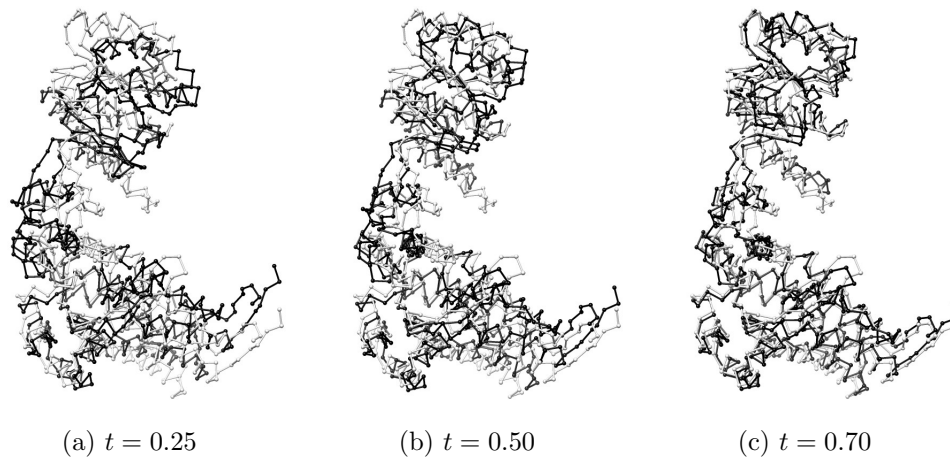 (a) t = 0.25
(b) t = 0.50
(c) t = 0.70